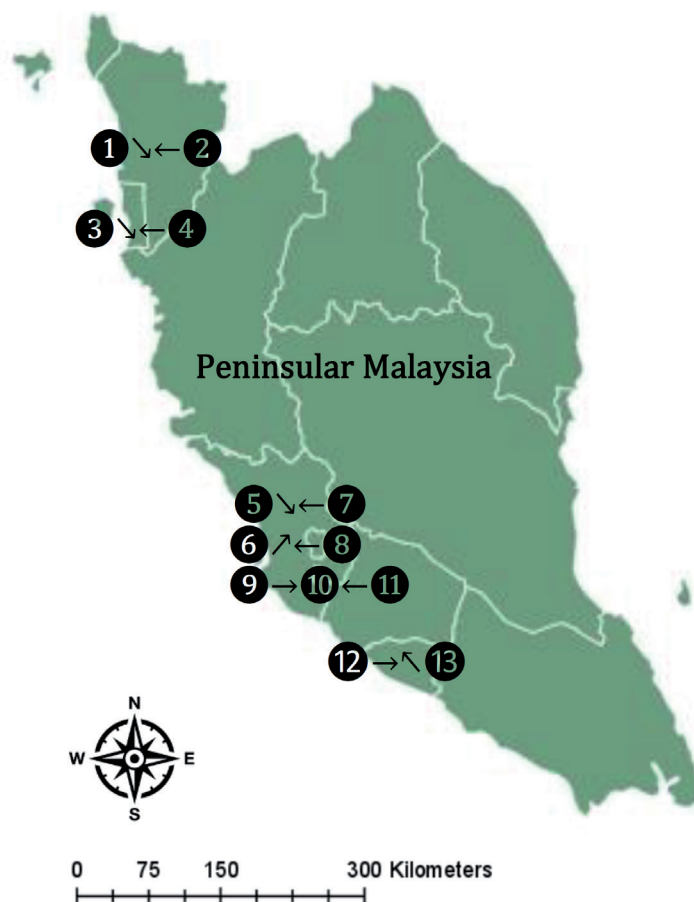 1 ↘ ← 2
3 ↘ ← 4
Peninsular Malaysia
5 ↘ ← 7
6 ↗ ← 8
9 → 10 ← 11
12 → ↖ 13
N
W E
S
0 75 150 300 Kilometers